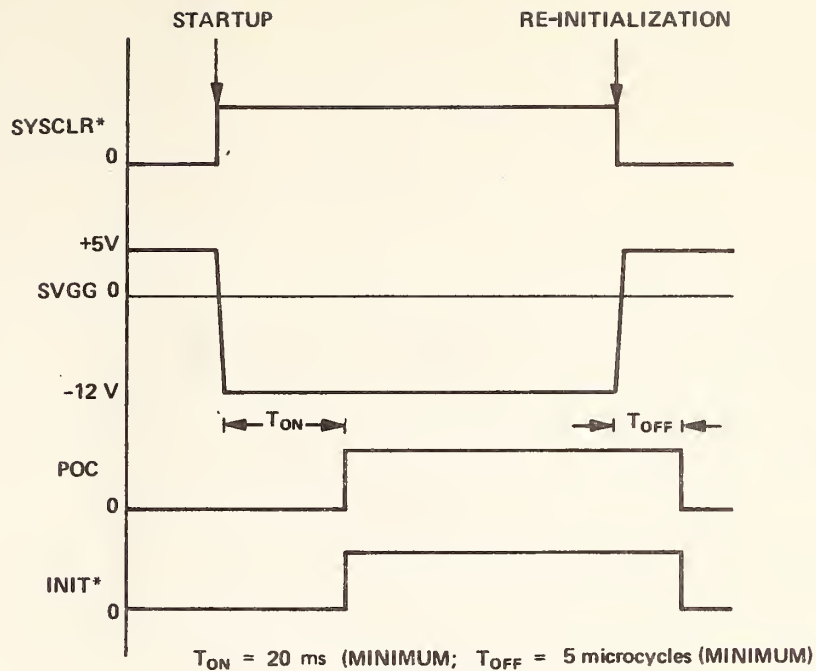 STARTUP
RE-INITIALIZATION
SYSCLR*
0
+5V
SVGG 0
-12 V
TON
TOFF
POC
0
INIT*
0
TON = 20 ms (MINIMUM; TOFF = 5 microcycles (MINIMUM)